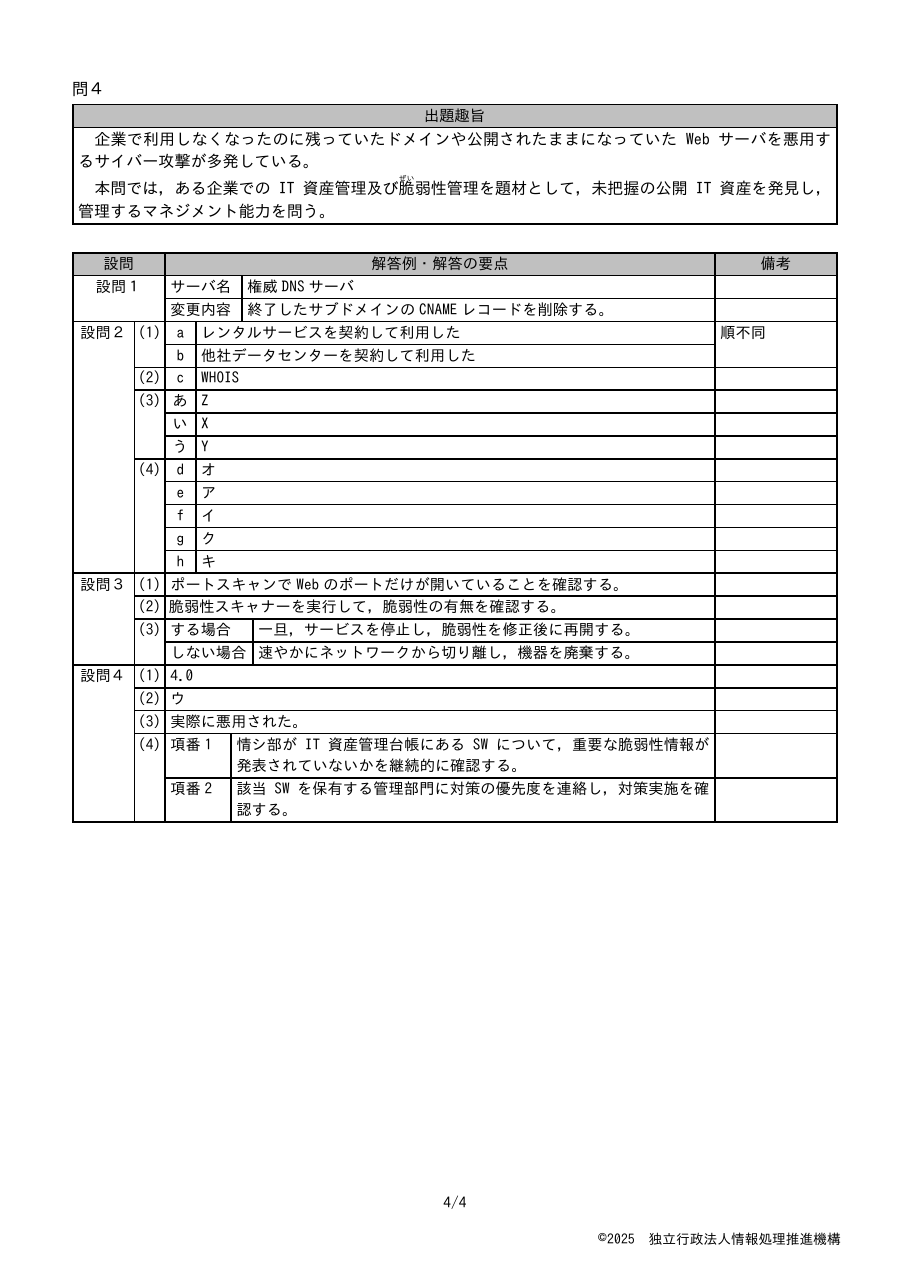 問４
出題趣旨
企業で利用しなくなったのに残っていたドメインや公開されたままになっていた Web サーバを悪用す
るサイバー攻撃が多発している。
ぜい
本問では，ある企業での IT 資産管理及び脆弱性管理を題材として，未把握の公開 IT 資産を発見し，
管理するマネジメント能力を問う。
設問 解答例・解答の要点 備考
設問１ サーバ名 権威 DNS サーバ
変更内容 終了したサブドメインの CNAME レコードを削除する。
設問２ (1) a レンタルサービスを契約して利用した 順不同
b 他社データセンターを契約して利用した
(2) c WHOIS
(3) あ Z
い X
う Y
(4) d オ
e ア
f イ
g ク
h キ
設問３ (1) ポートスキャンで Web のポートだけが開いていることを確認する。
(2) 脆弱性スキャナーを実行して，脆弱性の有無を確認する。
(3) する場合 一旦，サービスを停止し，脆弱性を修正後に再開する。
しない場合 速やかにネットワークから切り離し，機器を廃棄する。
設問４ (1) 4.0
(2) ウ
(3) 実際に悪用された。
(4) 項番１ 情シ部が IT 資産管理台帳にある SW について，重要な脆弱性情報が
発表されていないかを継続的に確認する。
項番２ 該当 SW を保有する管理部門に対策の優先度を連絡し，対策実施を確
認する。
4/4
©2025 独立行政法人情報処理推進機構